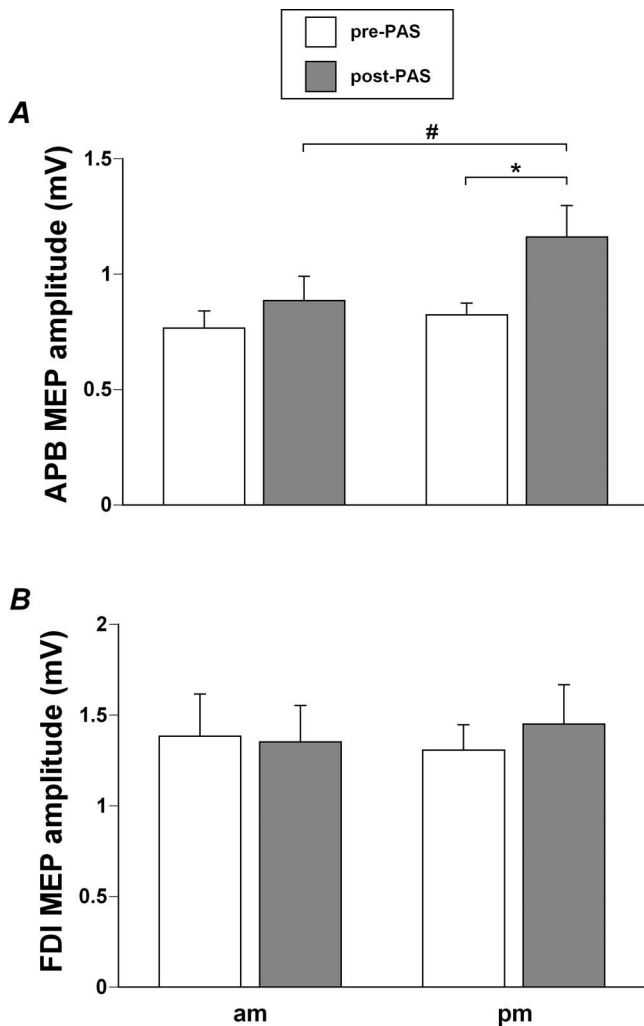 pre-PAS
post-PAS
A
#
*
APB MEP amplitude (mV)
1.5
1
0.5
0
B
FDI MEP amplitude (mV)
2
1.5
1
0.5
0
am pm